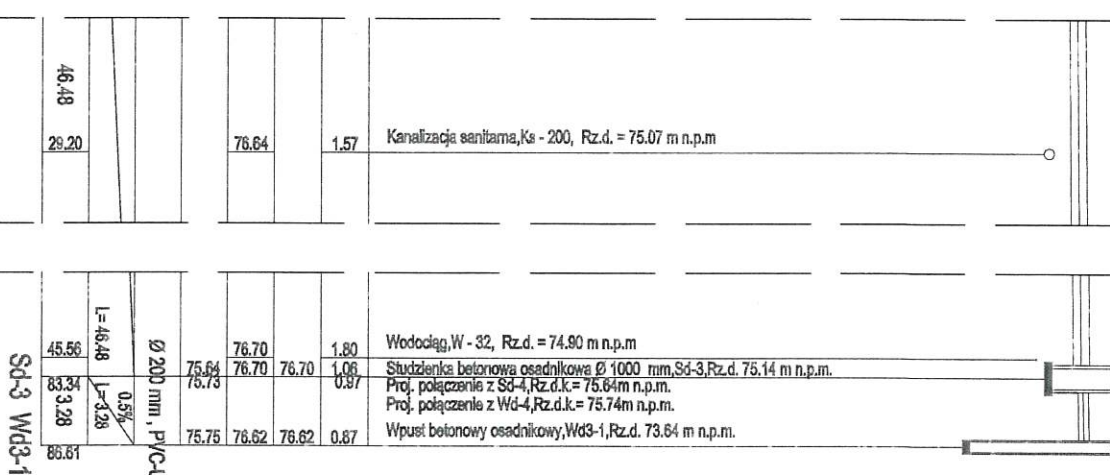 46.48
29.20 76.64 1.57 Kanalizacja sanitarna,Ks - 200, Rz.d. = 75.07 m n.p.m
L= 46.48
45.56 76.70 1.80 Wodociąg,W - 32, Rz.d. = 74.90 m n.p.m
75.64 76.70 76.70 1.06 Studzienka betonowa osadnikowa Ø 1000 mm,Sd-3,Rz.d. 75.14 m n.p.m.
83.34 75.73 0.97 Proj. połączenie z Sd-4,Rz.d.k.= 75.64m n.p.m.
Proj. połączenie z Wd-4,Rz.d.k.= 75.74m n.p.m.
3.28
L=3.28
0.5%
Ø 200 mm , PVC-U
75.75 76.62 76.62 0.87 Wpust betonowy osadnikowy,Wd3-1,Rz.d. 73.64 m n.p.m.
86.61
Sd-3 Wd3-1